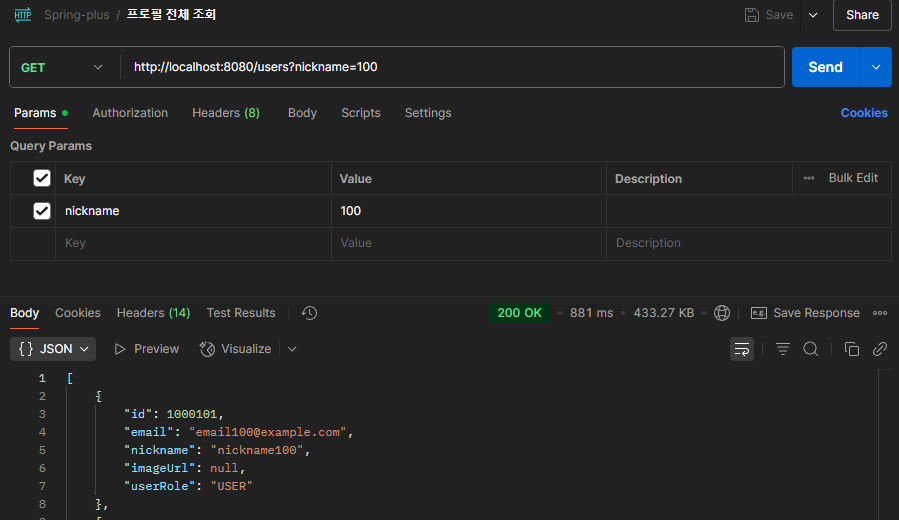 HTTP Spring-plus / 프로필 전체 조회 Save Share
GET http://localhost:8080/users?nickname=100 Send
Params Authorization Headers (8) Body Scripts Settings Cookies
Query Params
Key Value Description Bulk Edit
nickname 100
Key Value Description
Body Cookies Headers (14) Test Results 200 OK 881 ms 433.27 KB e.g. Save Response
{} JSON Preview Visualize
1 [
2 {
3 "id": 1000101,
4 "email": "email100@example.com",
5 "nickname": "nickname100",
6 "imageUrl": null,
7 "userRole": "USER"
8 },